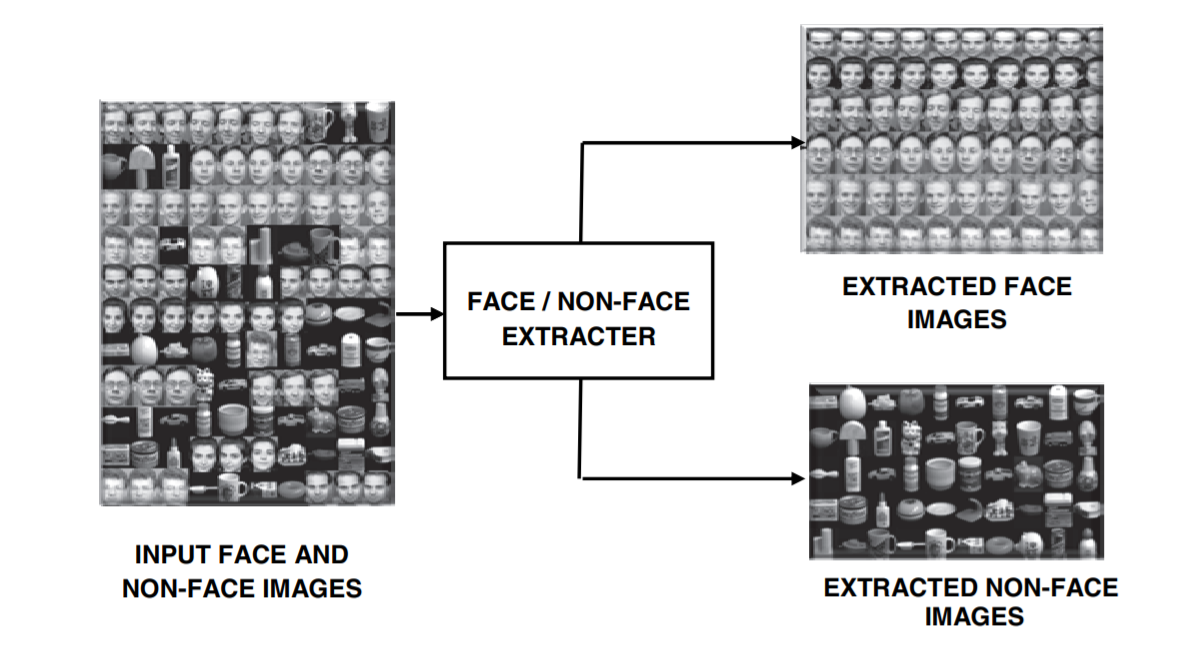 INPUT FACE AND
NON-FACE IMAGES
FACE / NON-FACE
EXTRACTER
EXTRACTED FACE
IMAGES
EXTRACTED NON-FACE
IMAGES